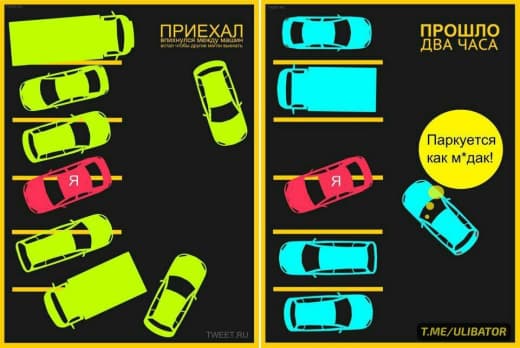 ПРИЕХАЛ
ВПИХНУЛСЯ МЕЖДУ МАШИН
ВСТАЛ ЧТОБЫ ДРУГИЕ МОГЛИ ВЫЕХАТЬ
Я
TWEET.RU
ПРОШЛО
ДВА ЧАСА
Паркуется
как м*дак!
Я
T.ME/ULIBATOR